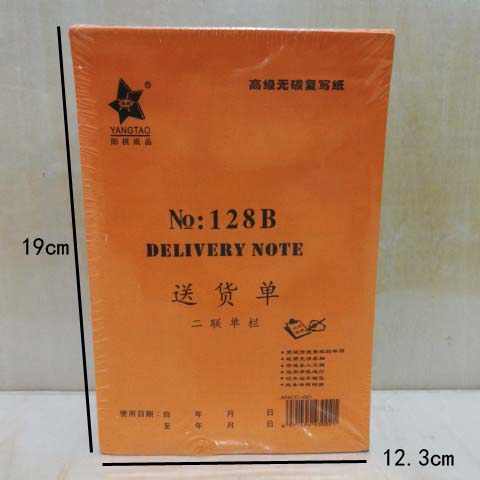 高级无碳复写纸
YANGTAO
阳桃纸品
19cm
No:128B
DELIVERY NOTE
送货单
二联单栏
使用日期：自 年 月 日
至 年 月 日
12.3cm